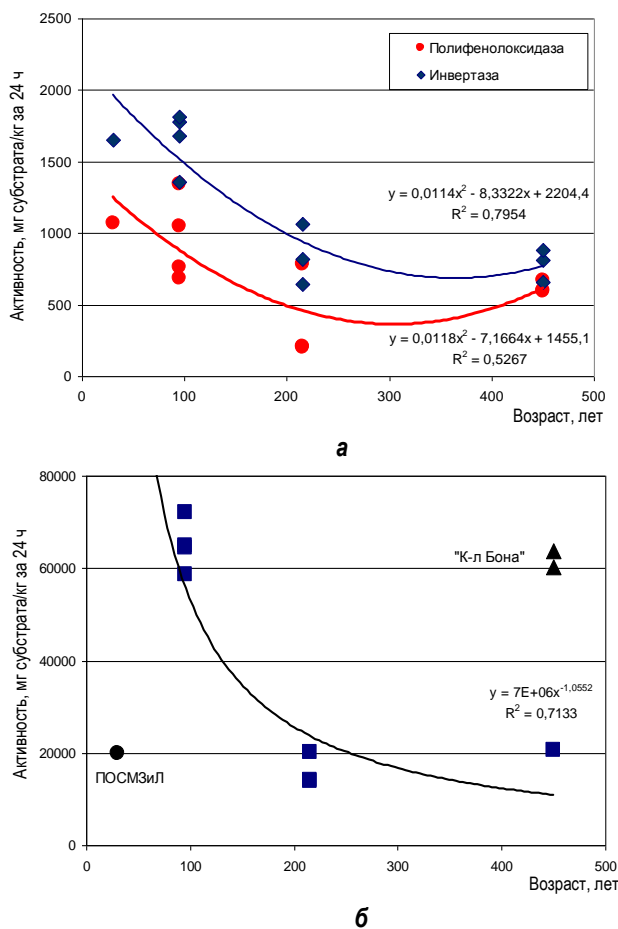 2500
2000
1500
1000
500
0
0 100 200 300 400 500
Активность, мг субстрата/кг за 24 ч
Полифенолоксидаза
Инвертаза
y = 0,0114x² - 8,3322x + 2204,4
R² = 0,7954
y = 0,0118x² - 7,1664x + 1455,1
R² = 0,5267
Возраст, лет
а
80000
60000
40000
20000
0
0 100 200 300 400 500
Активность, мг субстрата/кг за 24 ч
"К-л Бона"
y = 7E+06x⁻¹,⁰⁵⁵²
R² = 0,7133
ПОСМЗиЛ
Возраст, лет
б